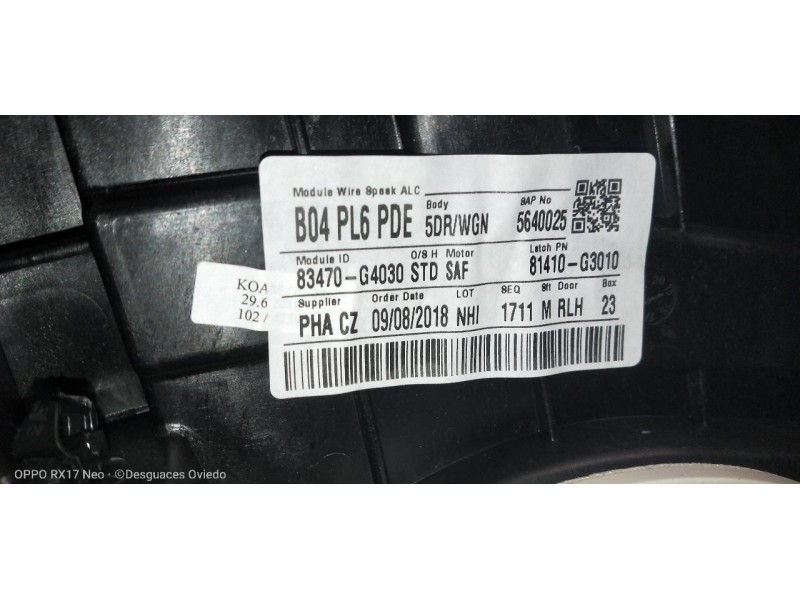 Module Wire Speak ALC Body SAP No
B04 PL6 PDE 5DR/WGN 5640025
Module ID O/S H Motor Latch PN
83470-G4030 STD SAF 81410-G3010
Supplier Order Date LOT SEQ Sft Door Box
PHA CZ 09/08/2018 NHI 1711 M RLH 23
KOA
29.6
102 /
OPPO RX17 Neo · ©Desguaces Oviedo